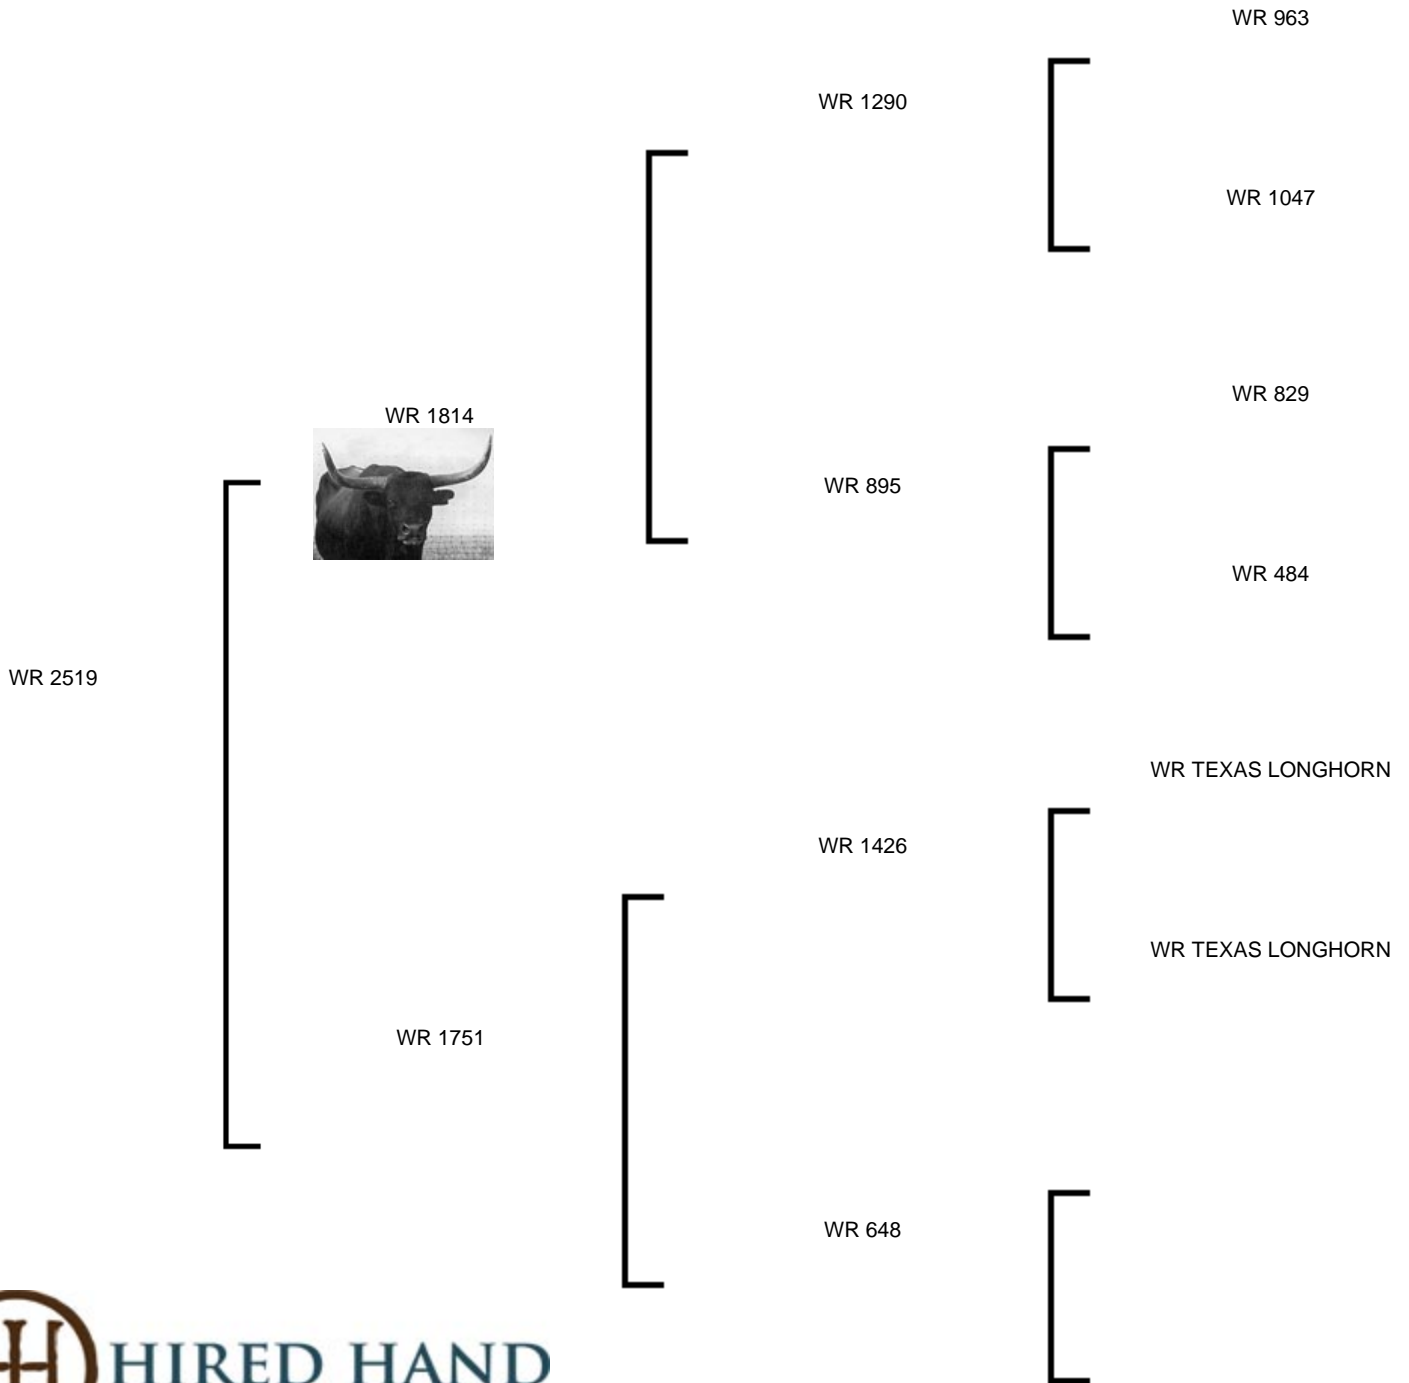 WR 963
WR 1290
WR 1047
WR 829
WR 1814
WR 895
WR 484
WR 2519
WR TEXAS LONGHORN
WR 1426
WR TEXAS LONGHORN
WR 1751
WR 648
H HIRED HAND